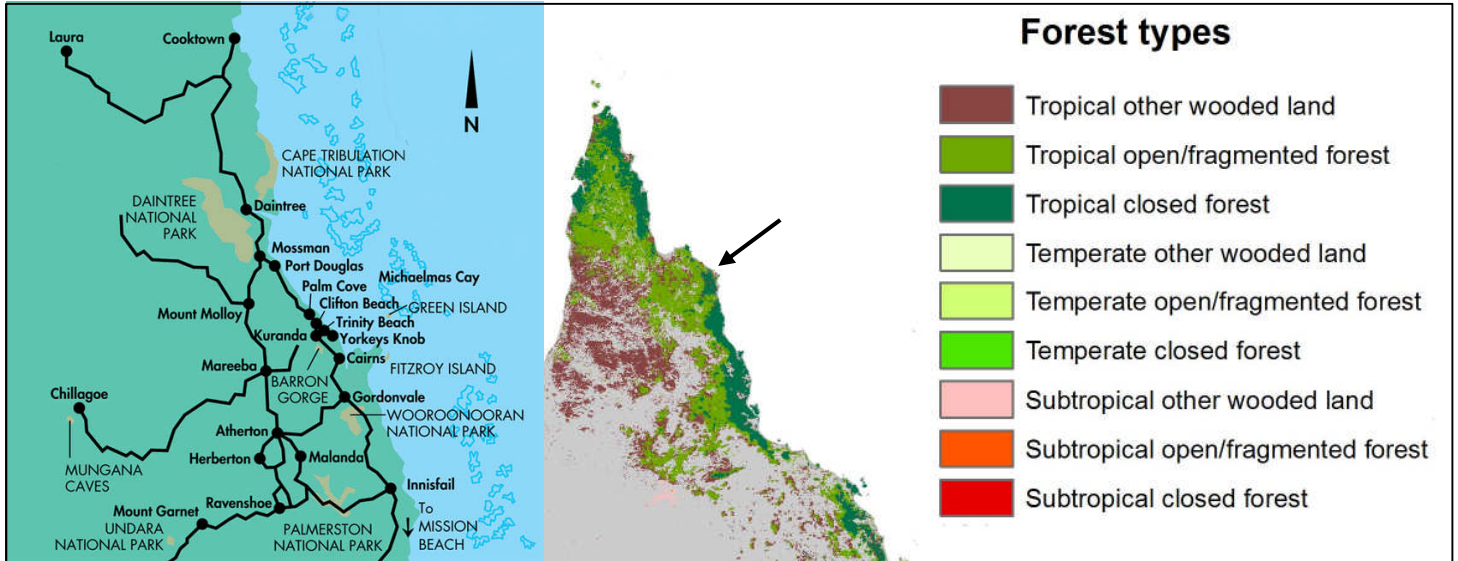 Laura
Cooktown
N
CAPE TRIBULATION
NATIONAL PARK
DAINTREE
NATIONAL
PARK
Daintree
Mossman
Port Douglas
Michaelmas Cay
Palm Cove
Clifton Beach
GREEN ISLAND
Mount Molloy
Trinity Beach
Kuranda
Yorkeys Knob
Cairns
Mareeba
FITZROY ISLAND
BARRON
GORGE
Chillagoe
Gordonvale
WOOROONOORAN
NATIONAL PARK
Atherton
Herberton
Malanda
MUNGANA
CAVES
Innisfail
Ravenshoe
Mount Garnet
To
MISSION
BEACH
UNDARA
NATIONAL PARK
PALMERSTON
NATIONAL PARK
Forest types
Tropical other wooded land
Tropical open/fragmented forest
Tropical closed forest
Temperate other wooded land
Temperate open/fragmented forest
Temperate closed forest
Subtropical other wooded land
Subtropical open/fragmented forest
Subtropical closed forest